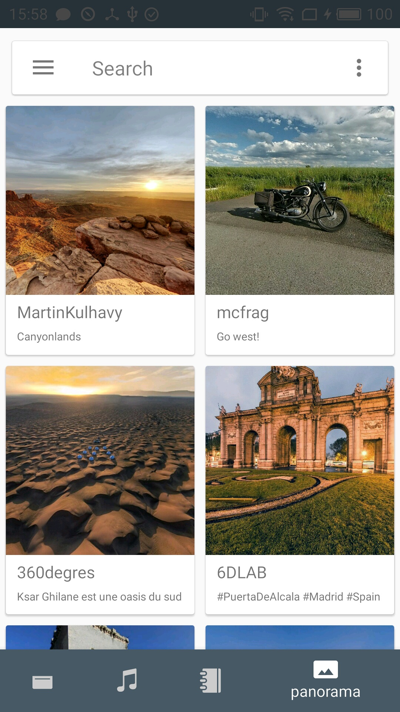 15:58
100
Search
MartinKulhavy
Canyonlands
mcfrag
Go west!
360degres
Ksar Ghilane est une oasis du sud
6DLAB
#PuertaDeAlcala #Madrid #Spain
panorama